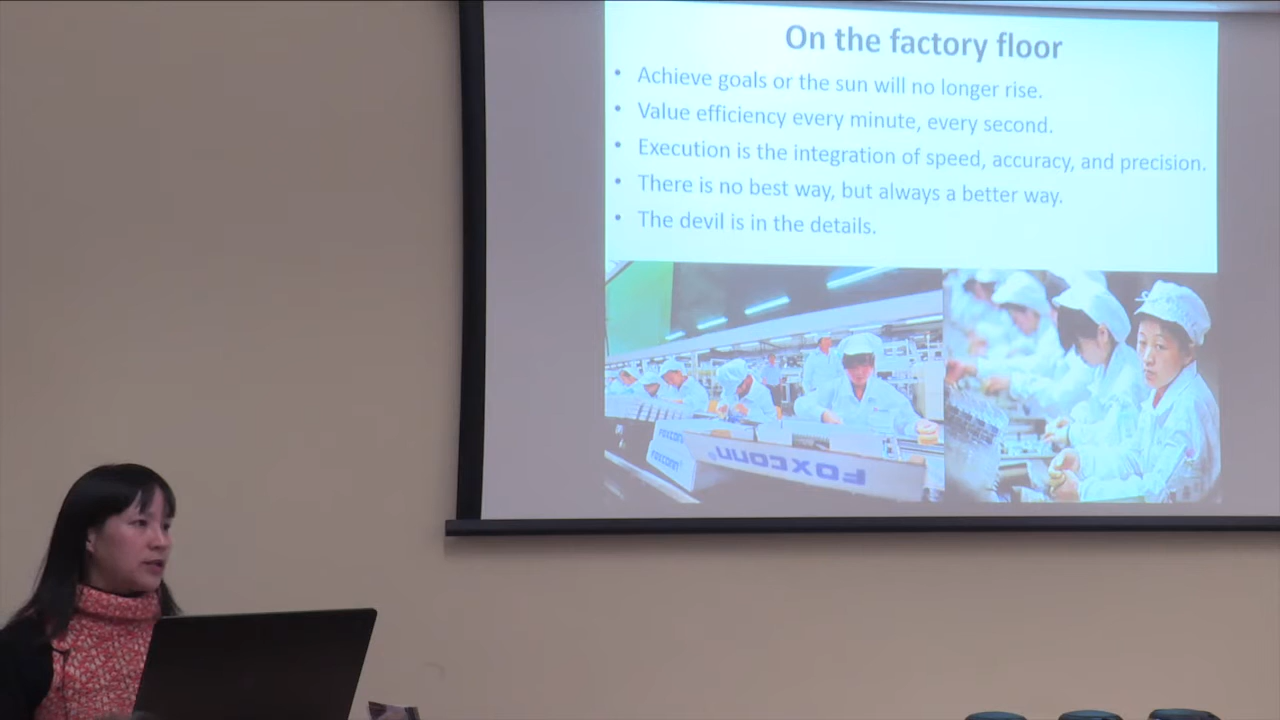 On the factory floor
• Achieve goals or the sun will no longer rise.
• Value efficiency every minute, every second.
• Execution is the integration of speed, accuracy, and precision.
• There is no best way, but always a better way.
• The devil is in the details.
FOXCONN
FOXCONN
FOXCONN